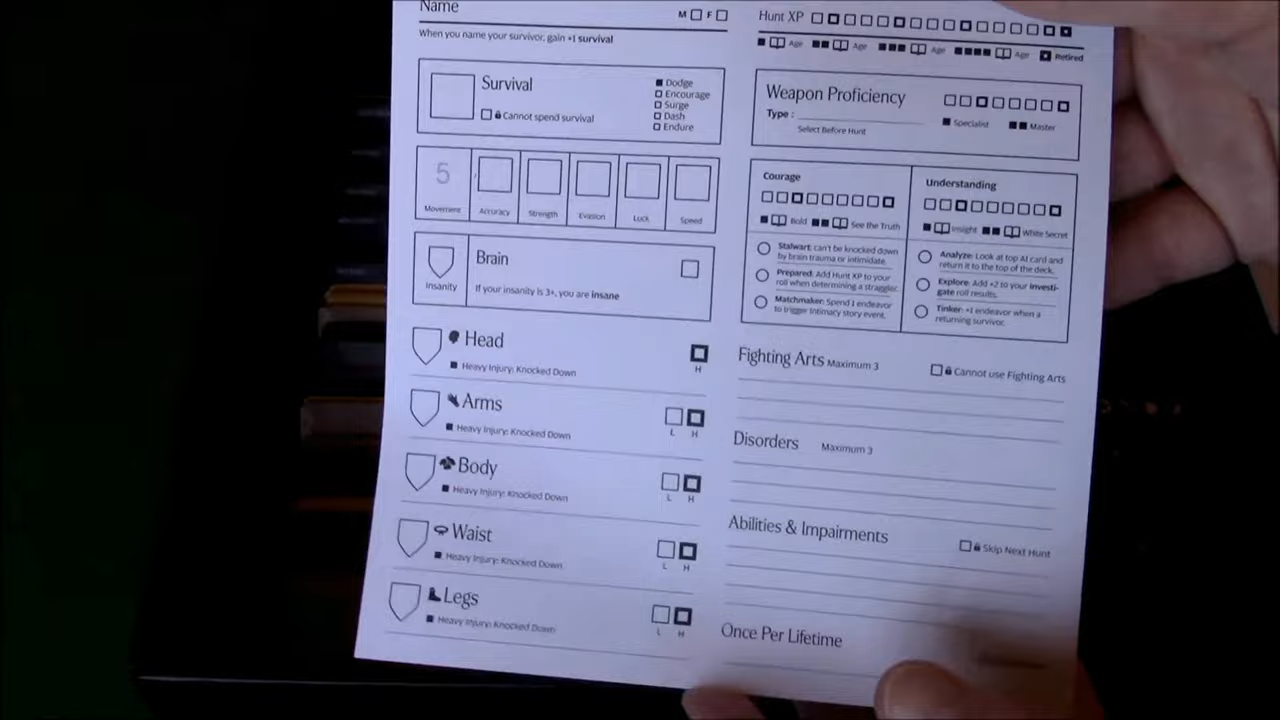 Name
M F
When you name your survivor, gain +1 survival
Survival
Cannot spend survival
Dodge
Encourage
Surge
Dash
Endure
5
Movement Accuracy Strength Evasion Luck Speed
Insanity
Brain
If your insanity is 3+, you are insane
Head
Heavy Injury: Knocked Down
H
Arms
Heavy Injury: Knocked Down
L H
Body
Heavy Injury: Knocked Down
L H
Waist
Heavy Injury: Knocked Down
L H
Legs
Heavy Injury: Knocked Down
L H
Hunt XP
Age Age Age Age Retired
Weapon Proficiency
Type :
Select Before Hunt
Specialist Master
Courage
Bold See the Truth
Stalwart: can't be knocked down
by brain trauma or intimidate.
Prepared: Add Hunt XP to your
roll when determining a straggler.
Matchmaker: Spend 1 endeavor
to trigger Intimacy story event.
Understanding
Insight White Secret
Analyze: Look at top AI card and
return it to the top of the deck.
Explore: Add +2 to your investi-
gate roll results.
Tinker: +1 endeavor when a
returning survivor.
Fighting Arts Maximum 3
Cannot use Fighting Arts
Disorders Maximum 3
Abilities & Impairments
Skip Next Hunt
Once Per Lifetime